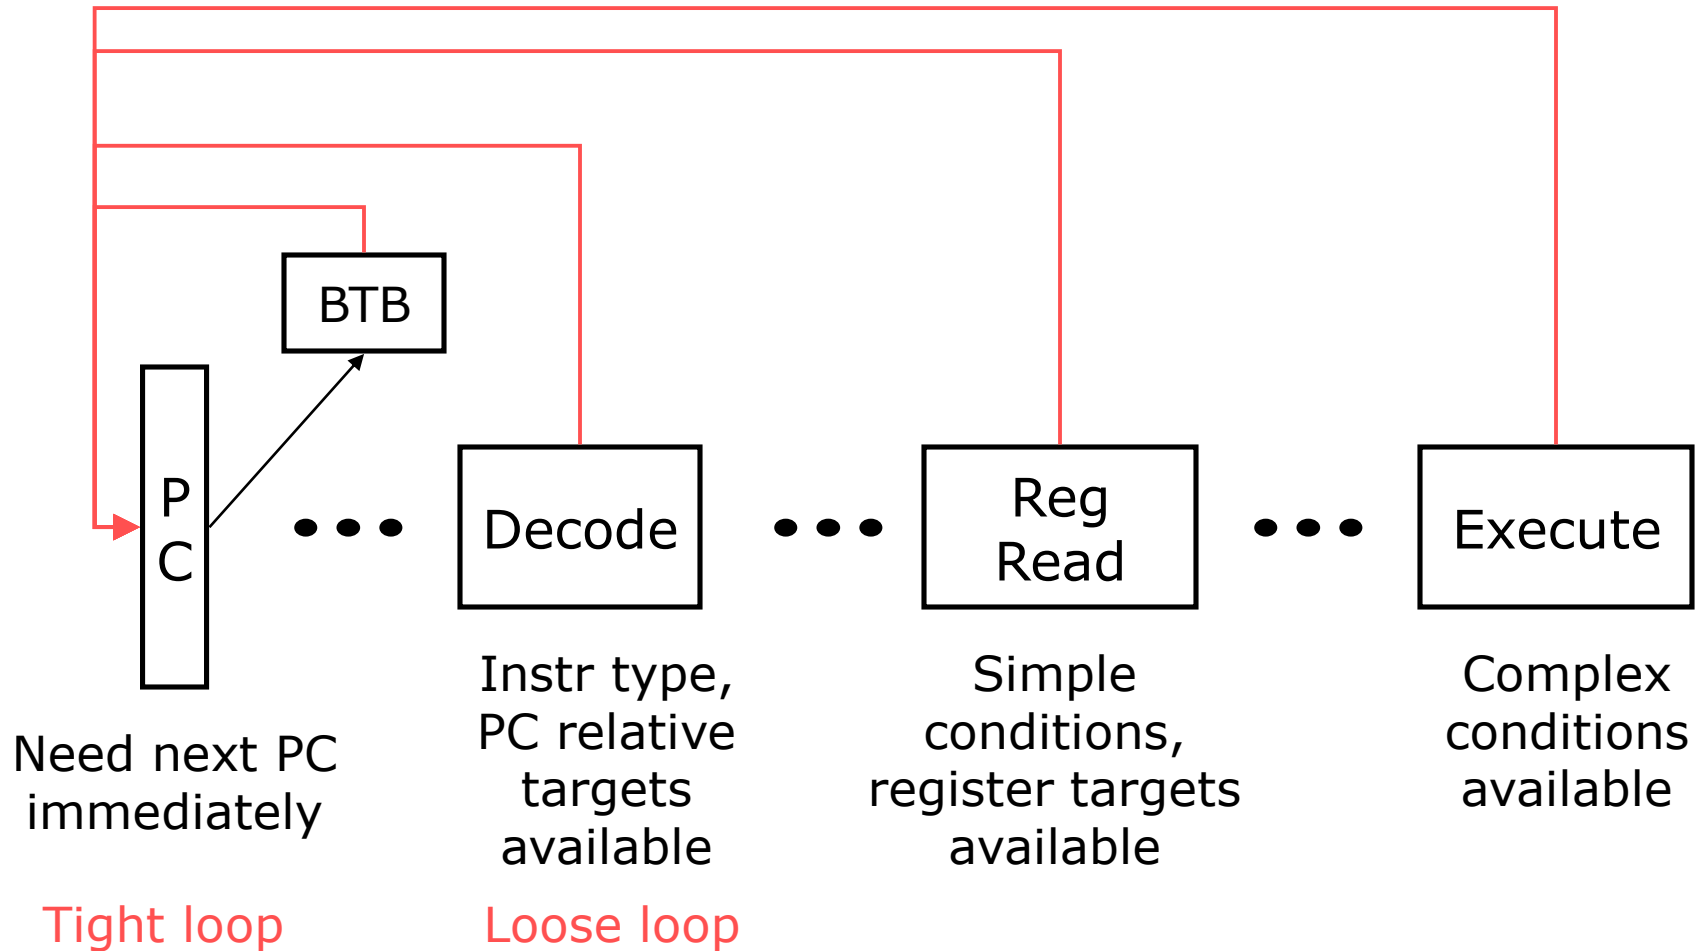 BTB
P
C
Decode
Reg
Read
Execute
Need next PC
immediately
Instr type,
PC relative
targets
available
Simple
conditions,
register targets
available
Complex
conditions
available
Tight loop
Loose loop